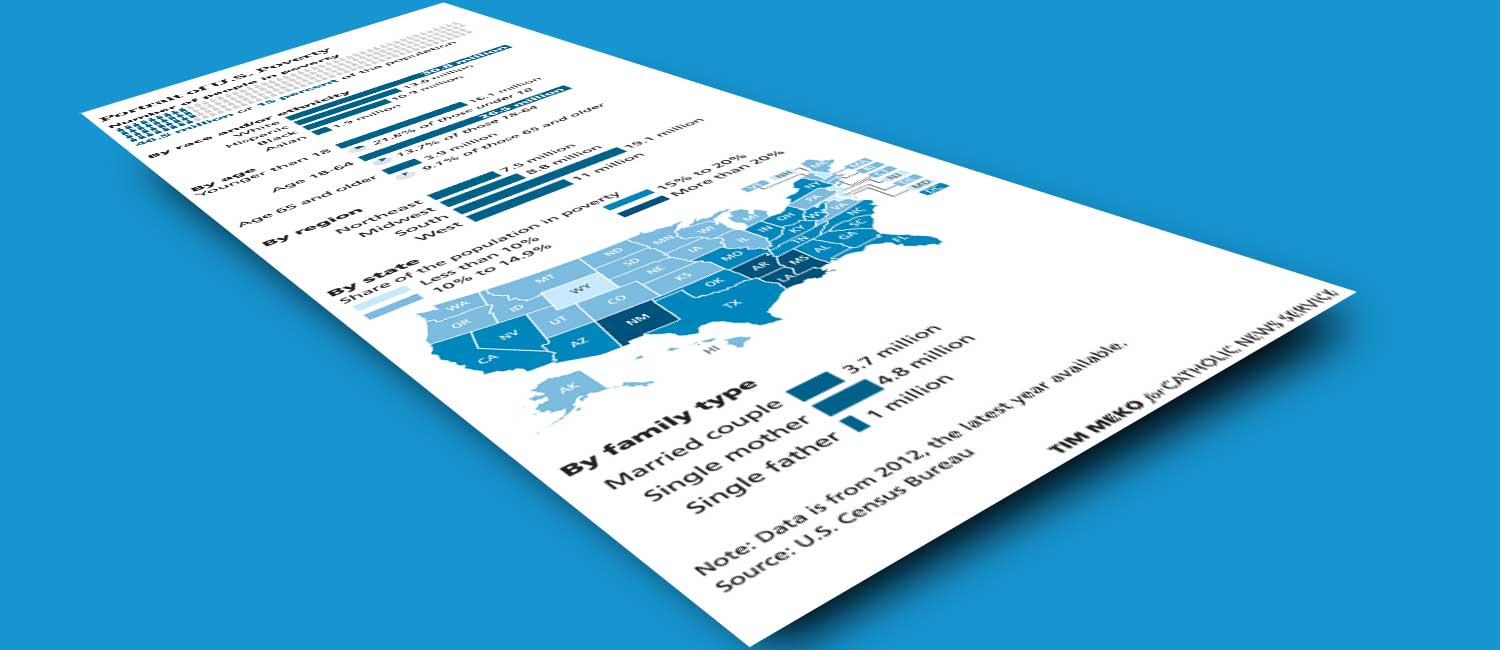 Portrait of U.S. Poverty
Number of people in poverty
46.5 million or 15 percent of the population
By race and/or ethnicity
White 30.8 million
Hispanic 13.6 million
Black 10.9 million
Asian 1.9 million
By age
Younger than 18 16.1 million
21.8% of those under 18
Age 18-64 26.5 million
13.7% of those 18-64
Age 65 and older 3.9 million
9.1% of those 65 and older
By region
Northeast 7.5 million
Midwest 8.8 million
South 19.1 million
West 11 million
By state
Share of the population in poverty
Less than 10%
10% to 14.9%
15% to 20%
More than 20%
WA
OR
CA
NV
ID
MT
WY
UT
AZ
CO
NM
ND
SD
NE
KS
OK
TX
MN
IA
MO
AR
LA
WI
IL
MI
IN
OH
KY
TN
MS
AL
GA
FL
SC
NC
VA
WV
PA
NY
NH
NJ
MD
DC
AK
HI
By family type
Married couple 3.7 million
Single mother 4.8 million
Single father 1 million
Note: Data is from 2012, the latest year available.
Source: U.S. Census Bureau
TIM MEKO for CATHOLIC NEWS SERVICE